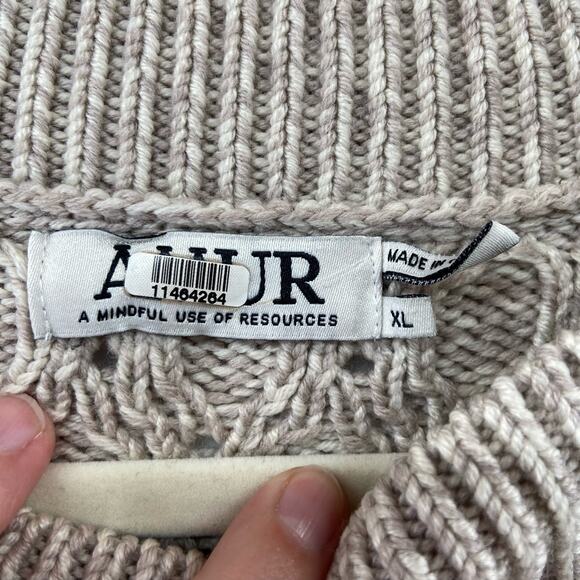 11464264
A MINDFUL USE OF RESOURCES
MADE IN
XL